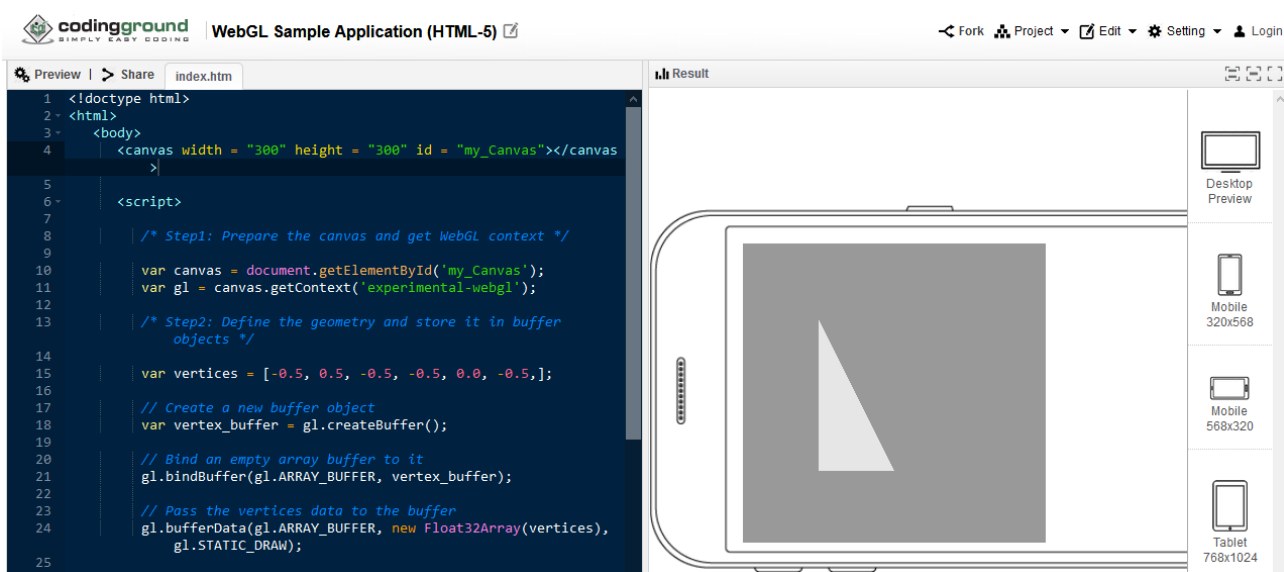 codingground
SIMPLY EASY CODING
WebGL Sample Application (HTML-5)
Fork Project Edit Setting Login
Preview | Share index.htm
Result
1 <!doctype html>
2 <html>
3 <body>
4 <canvas width = "300" height = "300" id = "my_Canvas"></canvas
>
5
6 <script>
7
8 /* Step1: Prepare the canvas and get WebGL context */
9
10 var canvas = document.getElementById('my_Canvas');
11 var gl = canvas.getContext('experimental-webgl');
12
13 /* Step2: Define the geometry and store it in buffer
objects */
14
15 var vertices = [-0.5, 0.5, -0.5, -0.5, 0.0, -0.5,];
16
17 // Create a new buffer object
18 var vertex_buffer = gl.createBuffer();
19
20 // Bind an empty array buffer to it
21 gl.bindBuffer(gl.ARRAY_BUFFER, vertex_buffer);
22
23 // Pass the vertices data to the buffer
24 gl.bufferData(gl.ARRAY_BUFFER, new Float32Array(vertices),
gl.STATIC_DRAW);
25
Desktop
Preview
Mobile
320x568
Mobile
568x320
Tablet
768x1024